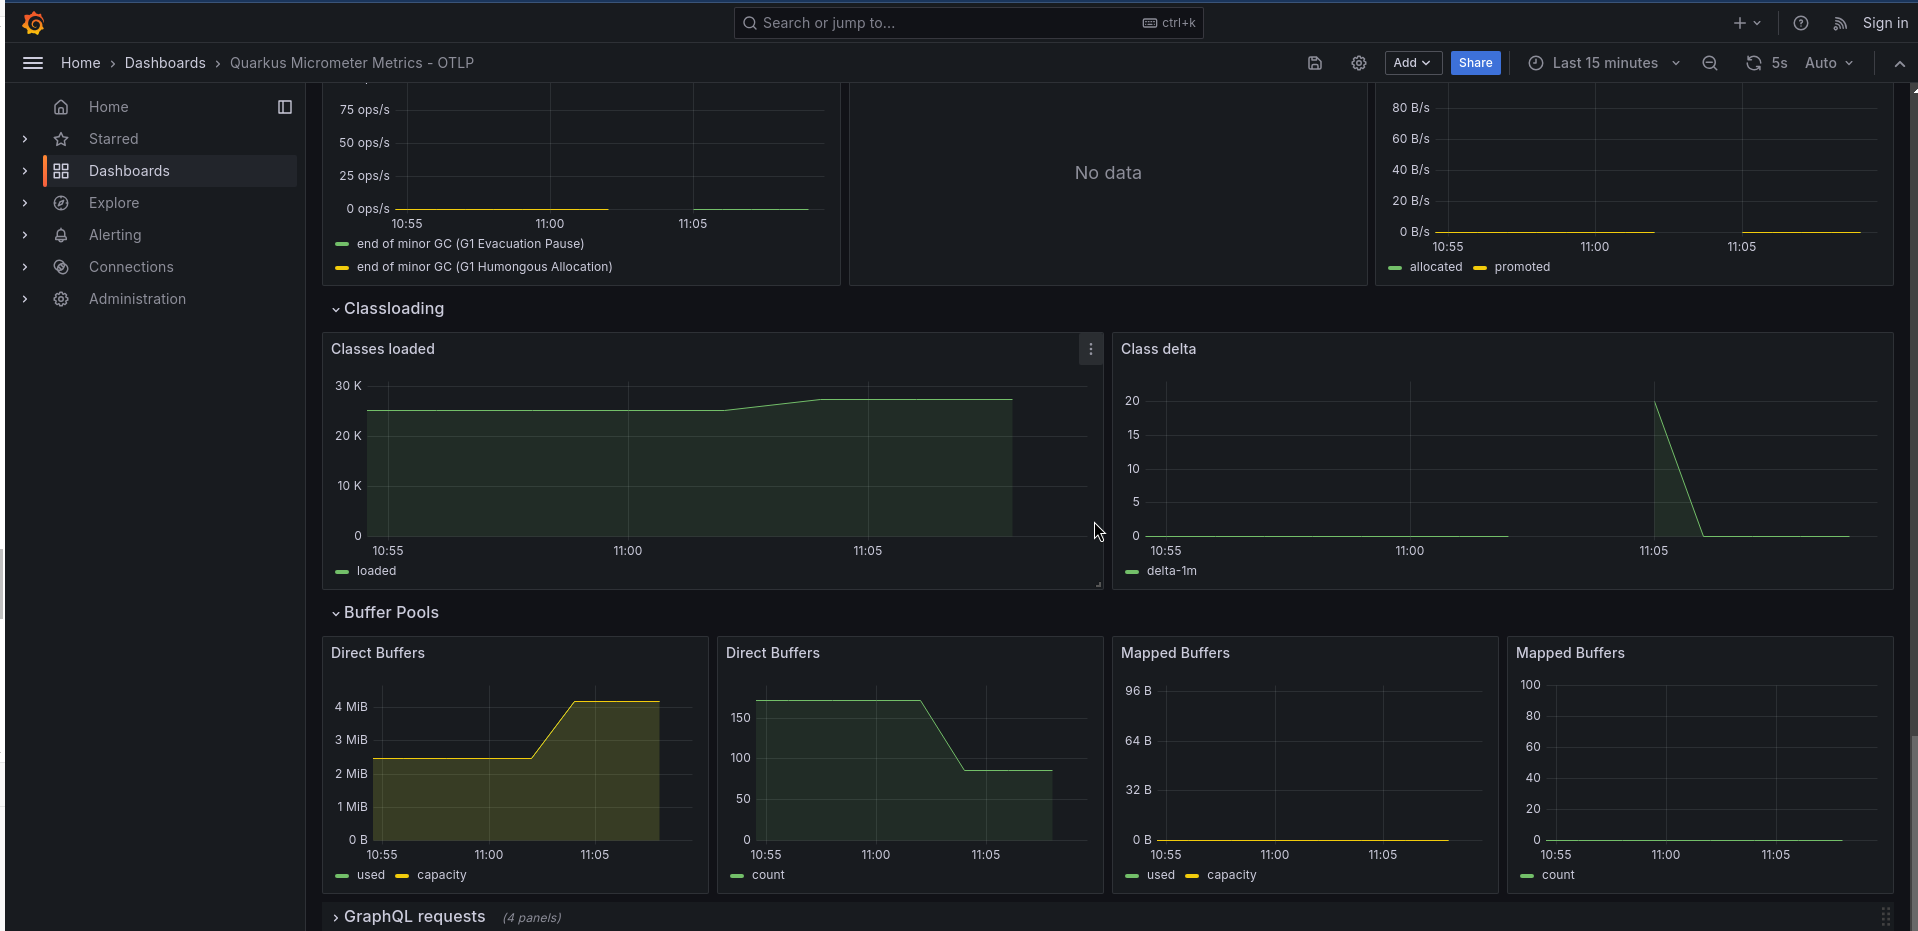 Search or jump to...
ctrl+k
Sign in
Home › Dashboards › Quarkus Micrometer Metrics - OTLP
Add
Share
Last 15 minutes
5s
Auto
Home
Starred
Dashboards
Explore
Alerting
Connections
Administration
75 ops/s
50 ops/s
25 ops/s
0 ops/s
10:55 11:00 11:05
end of minor GC (G1 Evacuation Pause)
end of minor GC (G1 Humongous Allocation)
No data
80 B/s
60 B/s
40 B/s
20 B/s
0 B/s
10:55 11:00 11:05
allocated promoted
Classloading
Classes loaded
30 K
20 K
10 K
0
10:55 11:00 11:05
loaded
Class delta
20
15
10
5
0
10:55 11:00 11:05
delta-1m
Buffer Pools
Direct Buffers
4 MiB
3 MiB
2 MiB
1 MiB
0 B
10:55 11:00 11:05
used capacity
Direct Buffers
150
100
50
0
10:55 11:00 11:05
count
Mapped Buffers
96 B
64 B
32 B
0 B
10:55 11:00 11:05
used capacity
Mapped Buffers
100
80
60
40
20
0
10:55 11:00 11:05
count
GraphQL requests (4 panels)